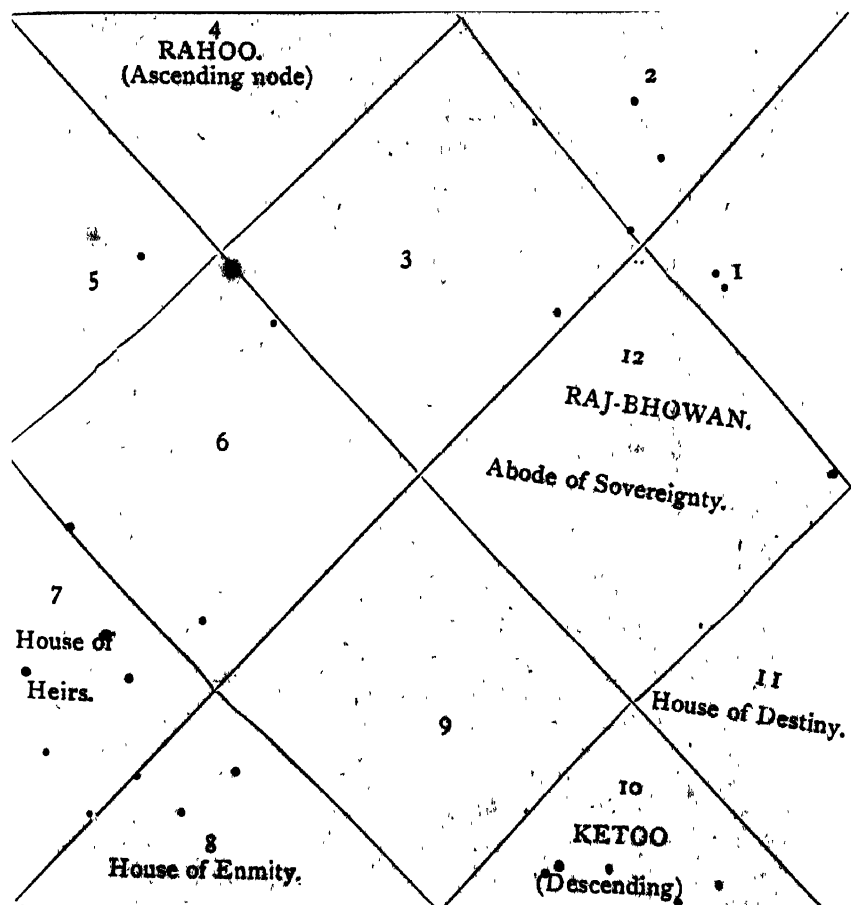 4
RAHOO.
(Ascending node)
2
3
5
1
12
RAJ-BHOWAN.
Abode of Sovereignty.
6
7
House of
Heirs.
11
House of Destiny.
9
10
KETOO
(Descending)
8
House of Enmity.